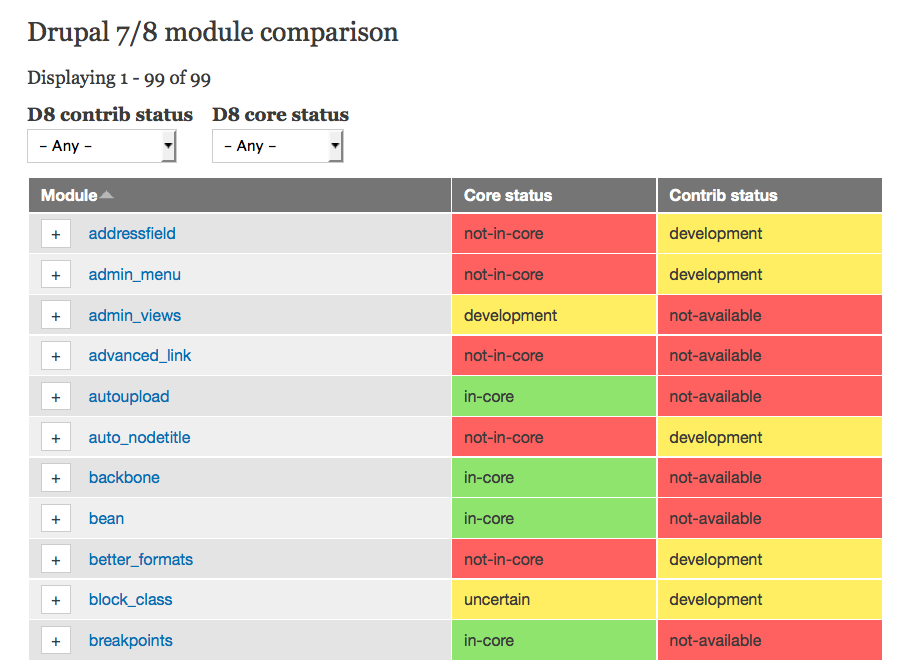 Drupal 7/8 module comparison
Displaying 1 - 99 of 99
D8 contrib status D8 core status
– Any – – Any –
Module Core status Contrib status
+ addressfield not-in-core development
+ admin_menu not-in-core development
+ admin_views development not-available
+ advanced_link not-in-core not-available
+ autoupload in-core not-available
+ auto_nodetitle not-in-core development
+ backbone in-core not-available
+ bean in-core not-available
+ better_formats not-in-core development
+ block_class uncertain development
+ breakpoints in-core not-available